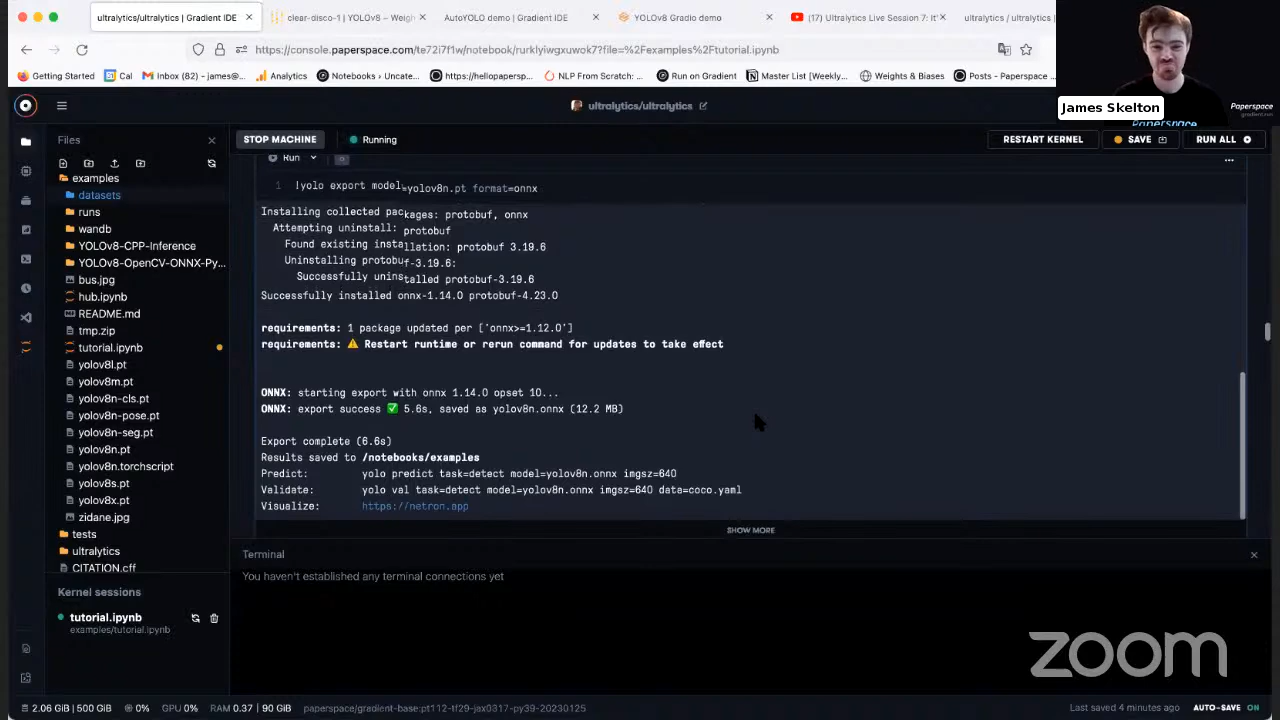 ultralytics/ultralytics | Gradient IDE
clear-disco-1 | YOLOv8 – Weigh
AutoYOLO demo | Gradient IDE
YOLOv8 Gradio demo
(17) Ultralytics Live Session 7: It'
ultralytics / ultralytics |
https://console.paperspace.com/te72i7f1w/notebook/rurklyiwgxuwok7?file=%2Fexamples%2Ftutorial.ipynb
Getting Started
Cal
Inbox (82) - james@...
Analytics
Notebooks › Uncate...
https://hellopapersp...
NLP From Scratch: ...
Run on Gradient
Master List [Weekly...
Weights & Biases
Posts - Paperspace ...
James Skelton
Paperspace
gradient.run
Paperspace
ultralytics/ultralytics
Files
STOP MACHINE
Running
RESTART KERNEL
SAVE
RUN ALL
examples
datasets
runs
wandb
YOLOv8-CPP-Inference
YOLOv8-OpenCV-ONNX-Py...
bus.jpg
hub.ipynb
README.md
tmp.zip
tutorial.ipynb
yolov8l.pt
yolov8m.pt
yolov8n-cls.pt
yolov8n-pose.pt
yolov8n-seg.pt
yolov8n.pt
yolov8n.torchscript
yolov8s.pt
yolov8x.pt
zidane.jpg
tests
ultralytics
CITATION.cff
Kernel sessions
tutorial.ipynb
examples/tutorial.ipynb
Run
1 !yolo export model=yolov8n.pt format=onnx
Installing collected packages: protobuf, onnx
Attempting uninstall: protobuf
Found existing installation: protobuf 3.19.6
Uninstalling protobuf-3.19.6:
Successfully uninstalled protobuf-3.19.6
Successfully installed onnx-1.14.0 protobuf-4.23.0
requirements: 1 package updated per ['onnx>=1.12.0']
requirements: ⚠️ Restart runtime or rerun command for updates to take effect
ONNX: starting export with onnx 1.14.0 opset 10...
ONNX: export success ✅ 5.6s, saved as yolov8n.onnx (12.2 MB)
Export complete (6.6s)
Results saved to /notebooks/examples
Predict: yolo predict task=detect model=yolov8n.onnx imgsz=640
Validate: yolo val task=detect model=yolov8n.onnx imgsz=640 data=coco.yaml
Visualize: https://netron.app
SHOW MORE
Terminal
You haven't established any terminal connections yet
zoom
2.06 GiB | 500 GiB
0%
GPU 0%
RAM 0.37 | 90 GiB
paperspace/gradient-base:pt112-tf29-jax0317-py39-20230125
Last saved 4 minutes ago
AUTO-SAVE ON